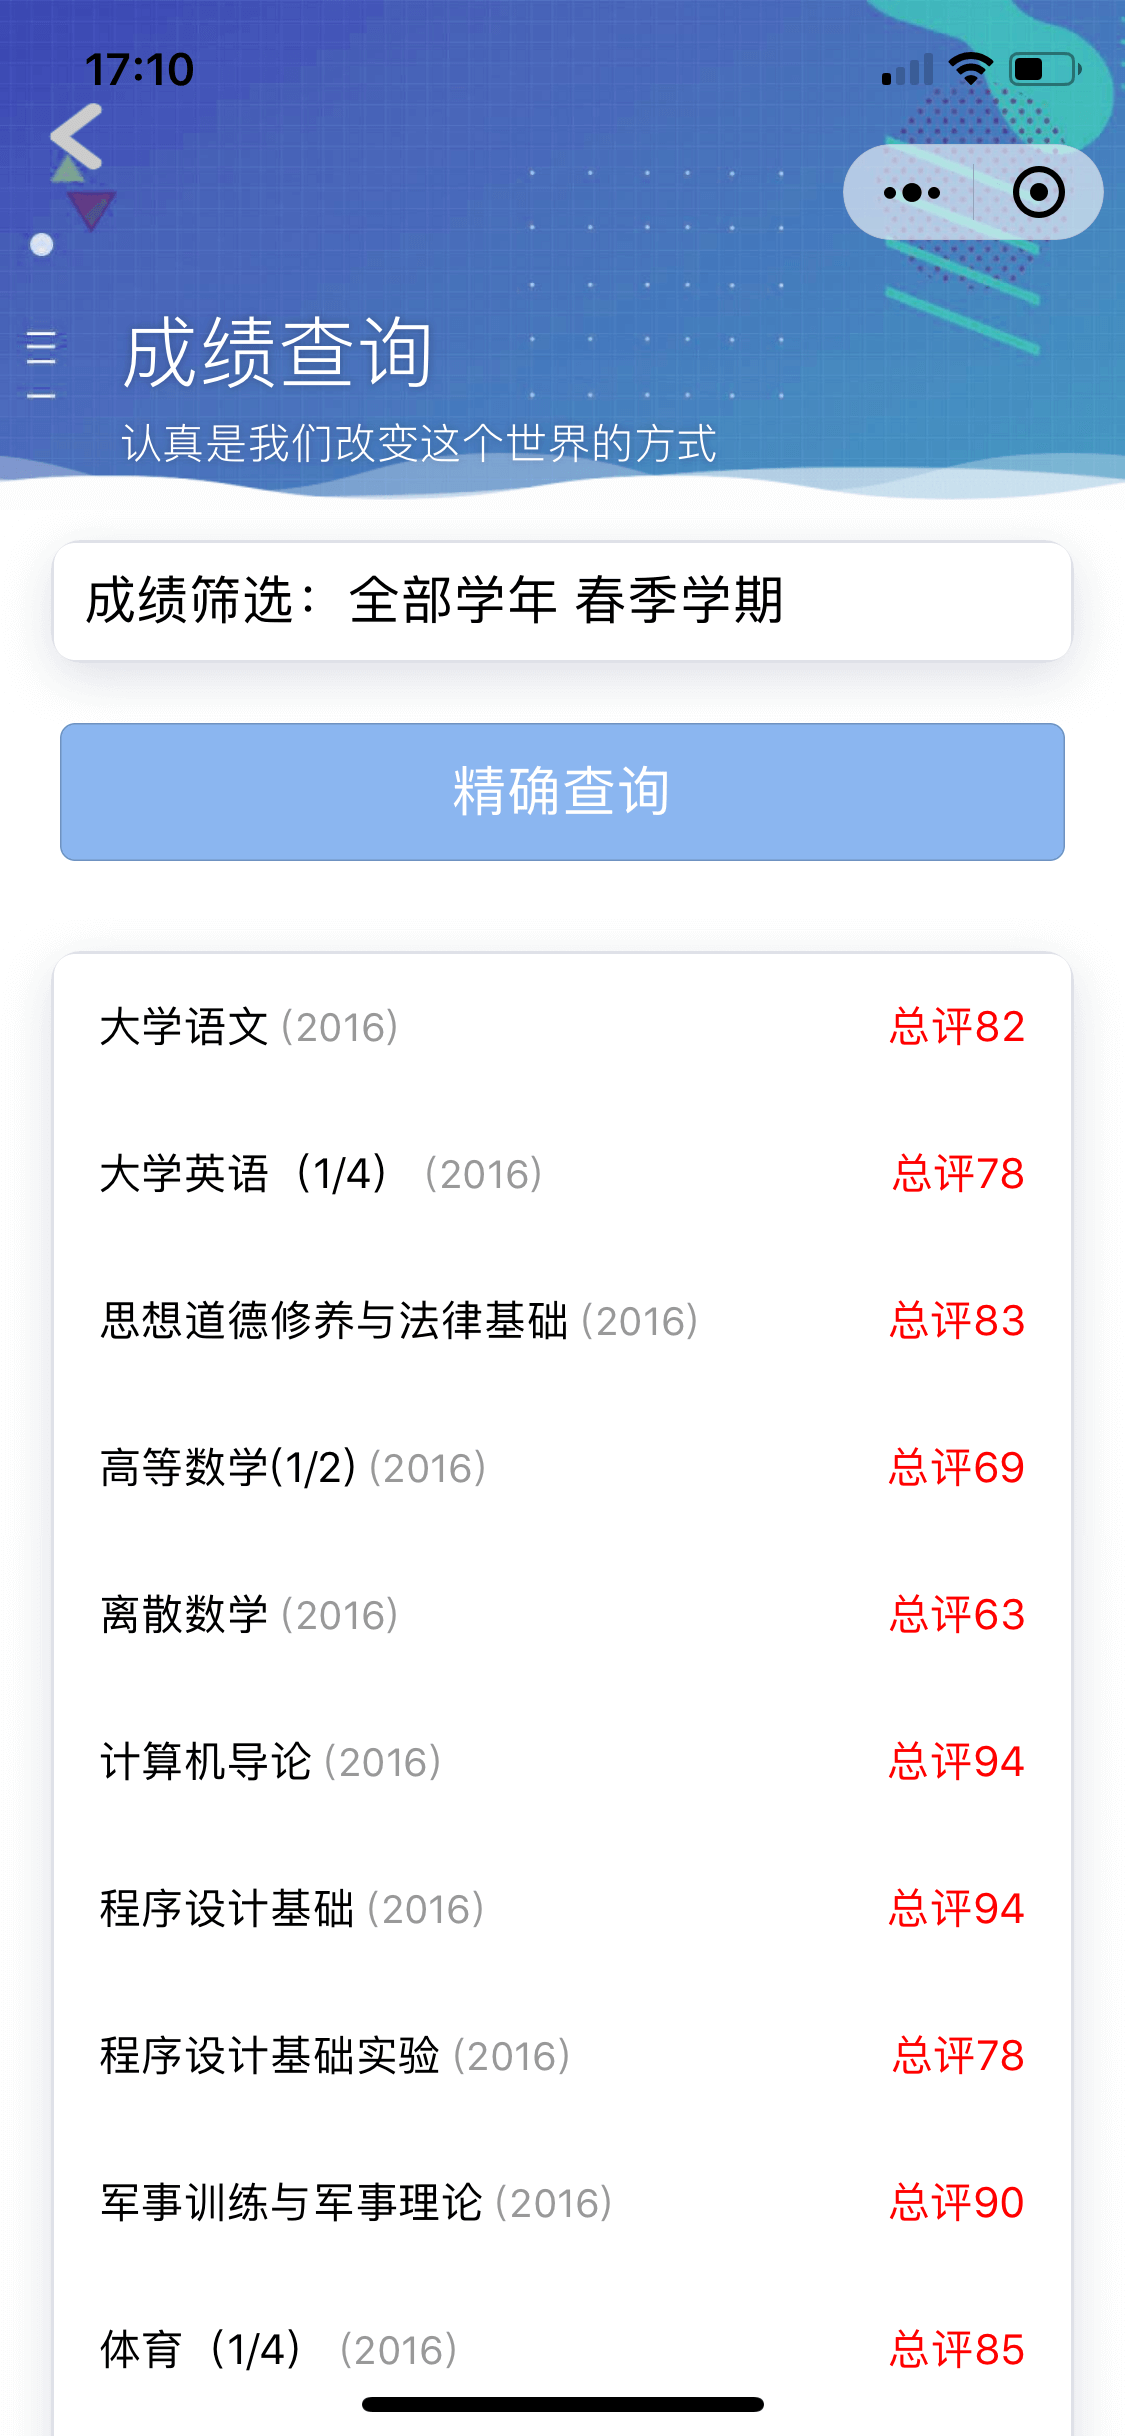 17:10
成绩查询
认真是我们改变这个世界的方式
成绩筛选：全部学年 春季学期
精确查询
大学语文 (2016) 总评82
大学英语（1/4） (2016) 总评78
思想道德修养与法律基础 (2016) 总评83
高等数学(1/2) (2016) 总评69
离散数学 (2016) 总评63
计算机导论 (2016) 总评94
程序设计基础 (2016) 总评94
程序设计基础实验 (2016) 总评78
军事训练与军事理论 (2016) 总评90
体育（1/4） (2016) 总评85